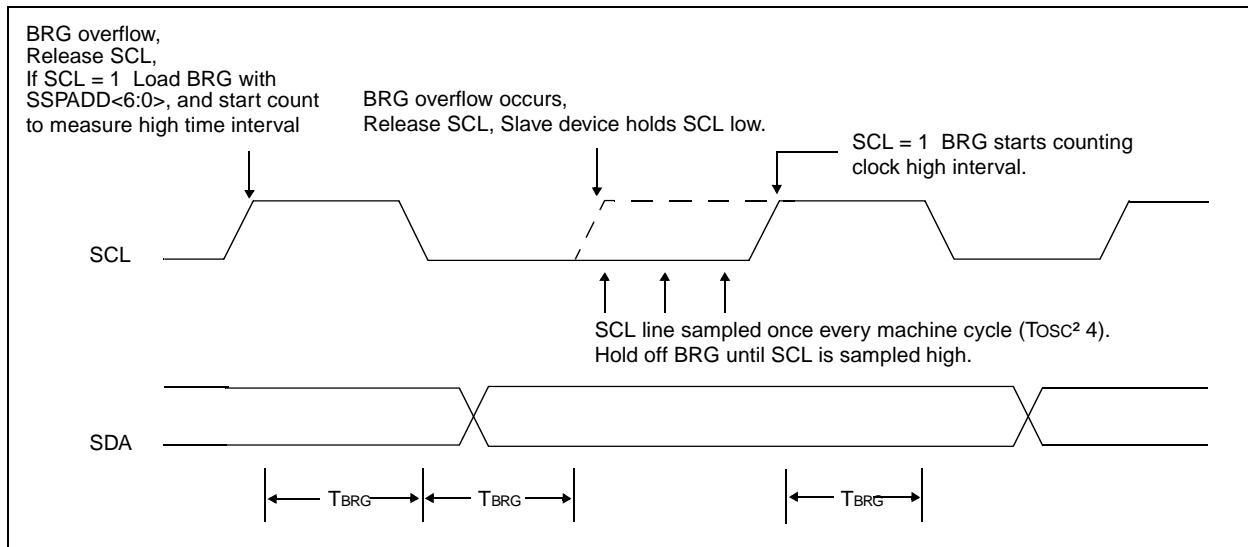 BRG overflow,
Release SCL,
If SCL = 1 Load BRG with
SSPADD<6:0>, and start count
to measure high time interval
BRG overflow occurs,
Release SCL, Slave device holds SCL low.
SCL = 1 BRG starts counting
clock high interval.
SCL
SCL line sampled once every machine cycle (TOSC² 4).
Hold off BRG until SCL is sampled high.
SDA
TBRG
TBRG
TBRG